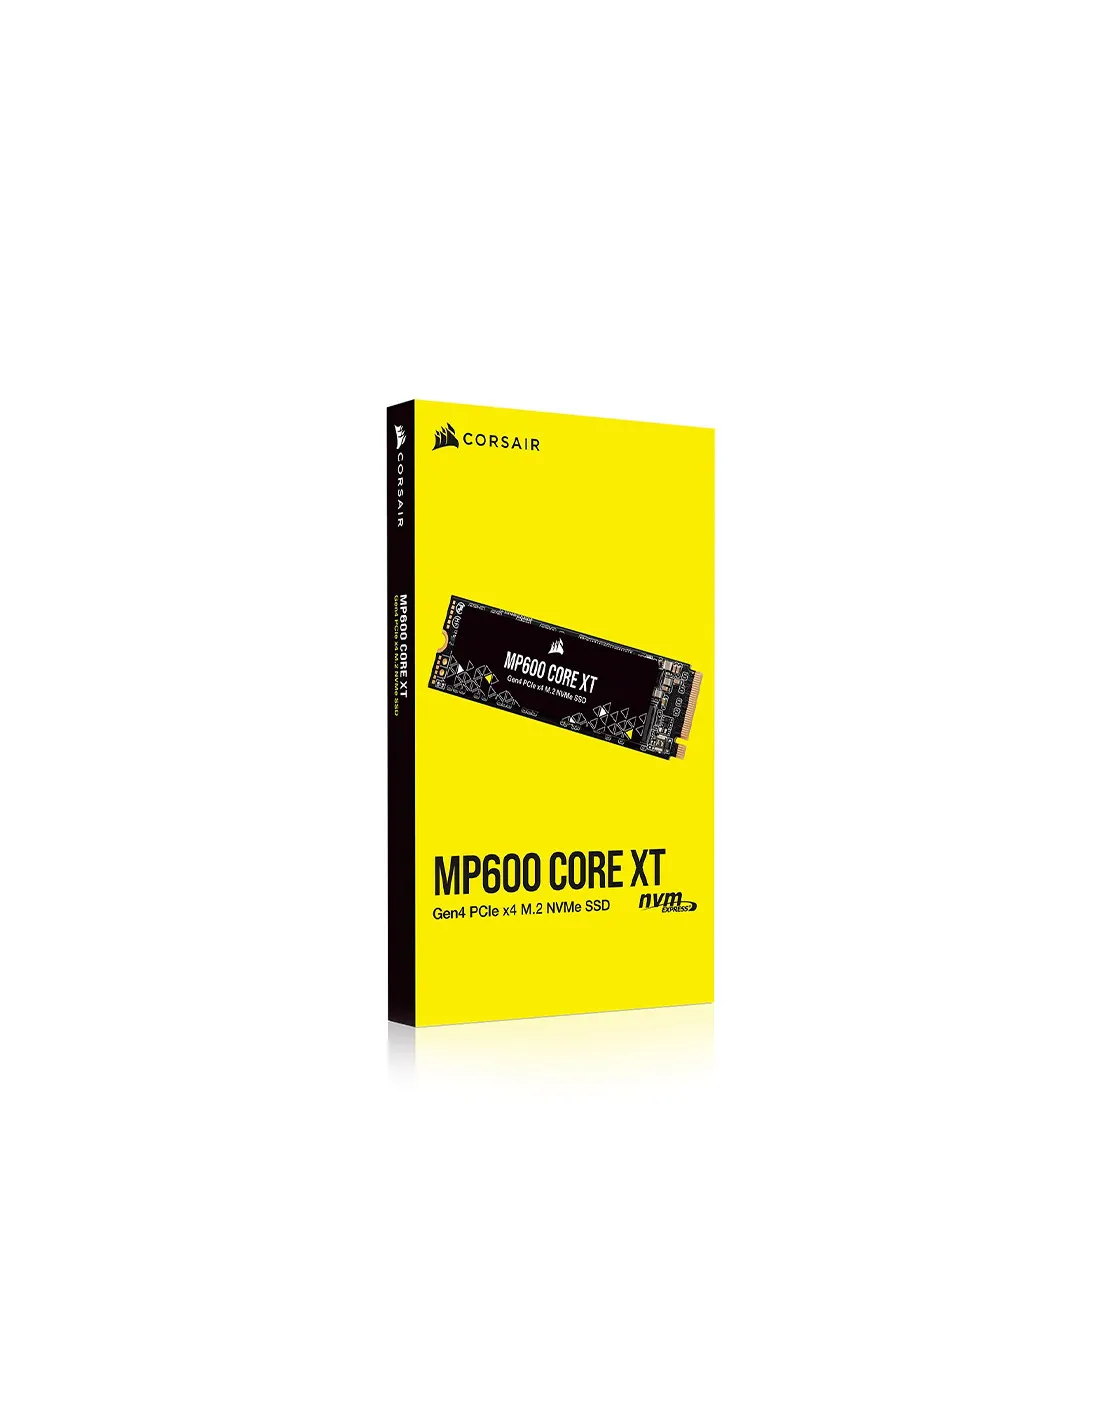 CORSAIR
MP600 CORE XT
Gen4 PCIe x4 M.2 NVMe SSD
CORSAIR
MP600 CORE XT
Gen4 PCIe x4 M.2 NVMe SSD
MP600 CORE XT
Gen4 PCIe x4 M.2 NVMe SSD
nvm
EXPRESS